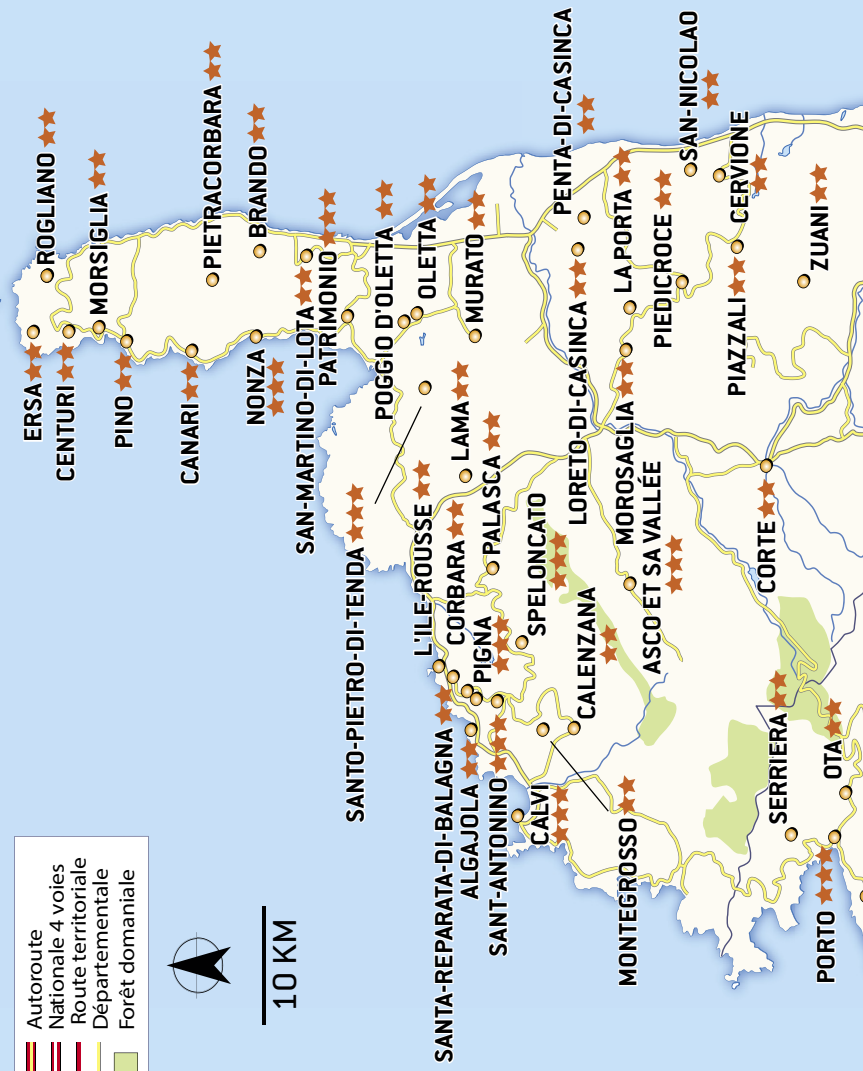 Autoroute
Nationale 4 voies
Route territoriale
Départementale
Forêt domaniale
10 KM
ERSA
ROGLIANO
CENTURI
MORSIGLIA
PINO
CANARI
PIETRACORBARA
NONZA
BRANDO
SAN-MARTINO-DI-LOTA
PATRIMONIO
SANTO-PIETRO-DI-TENDA
POGGIO D'OLETTA
OLETTA
L'ILE-ROUSSE
CORBARA
LAMA
MURATO
PALASCA
PIGNA
SANTA-REPARATA-DI-BALAGNA
ALGAJOLA
SANT-ANTONINO
SPELONCATO
CALVI
CALENZANA
MONTEGROSSO
PENTA-DI-CASINCA
LORETO-DI-CASINCA
LA PORTA
MOROSAGLIA
ASCO ET SA VALLÉE
PIEDICROCE
SAN-NICOLAO
CERVIONE
PIAZZALI
ZUANI
CORTE
SERRIERA
OTA
PORTO